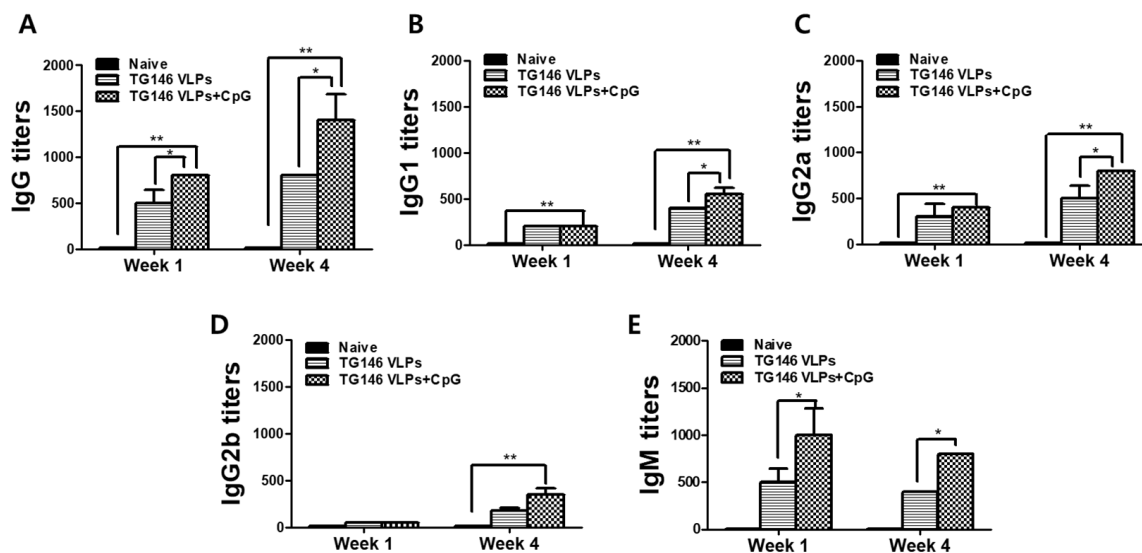 A
Naive
TG146 VLPs
TG146 VLPs+CpG
IgG titers
2000
1500
1000
500
0
**
*
**
*
Week 1
Week 4
B
Naive
TG146 VLPs
TG146 VLPs+CpG
IgG1 titers
2000
1500
1000
500
0
**
**
*
Week 1
Week 4
C
Naive
TG146 VLPs
TG146 VLPs+CpG
IgG2a titers
2000
1500
1000
500
0
**
**
*
Week 1
Week 4
D
Naive
TG146 VLPs
TG146 VLPs+CpG
IgG2b titers
2000
1500
1000
500
0
**
Week 1
Week 4
E
Naive
TG146 VLPs
TG146 VLPs+CpG
IgM titers
2000
1500
1000
500
0
*
*
Week 1
Week 4